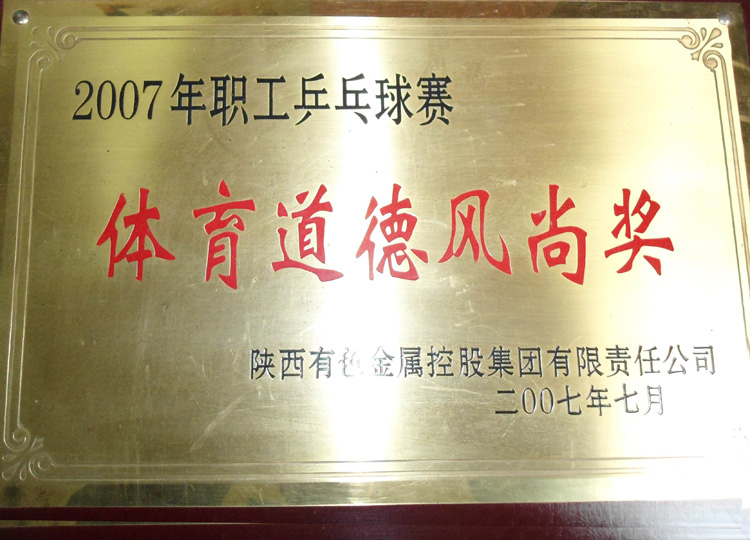 2007年职工乒乓球赛
体育道德风尚奖
陕西有色金属控股集团有限责任公司
二00七年七月